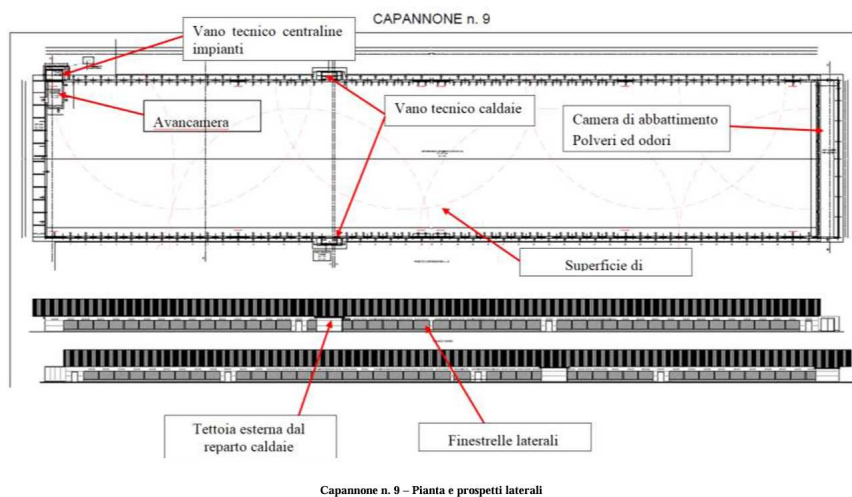 CAPANNONE n. 9
Vano tecnico centraline
impianti
Avancamera
Vano tecnico caldaie
Camera di abbattimento
Polveri ed odori
Superficie di
Tettoia esterna dal
reparto caldaie
Finestrelle laterali
Capannone n. 9 – Pianta e prospetti laterali